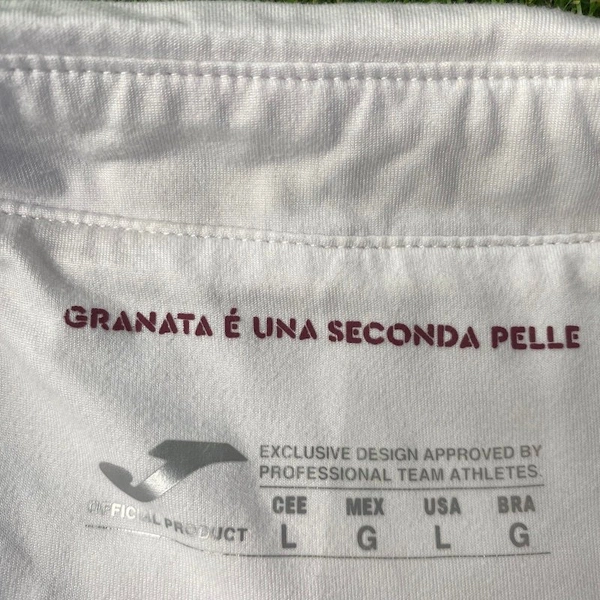 GRANATA É UNA SECONDA PELLE
EXCLUSIVE DESIGN APPROVED BY
PROFESSIONAL TEAM ATHLETES.
OFFICIAL PRODUCT
CEE MEX USA BRA
L G L G